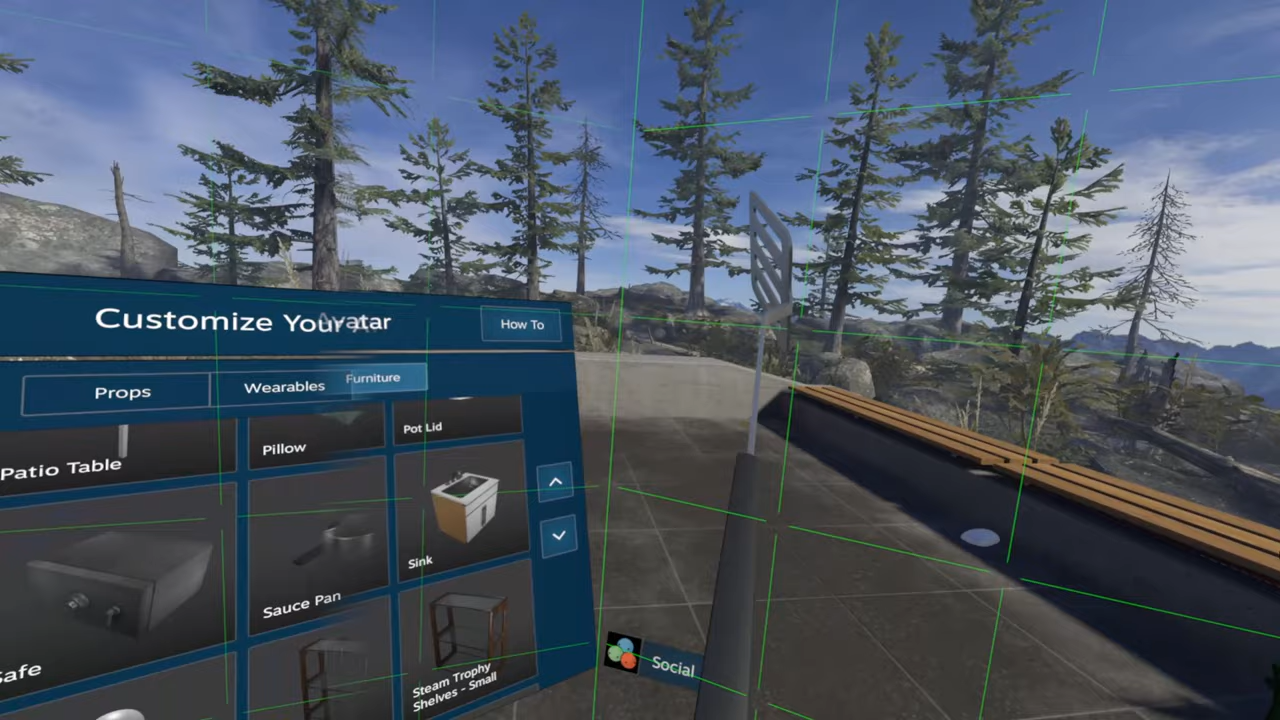 Customize Your Avatar
How To
Props
Wearables
Furniture
Patio Table
Pillow
Pot Lid
Safe
Sauce Pan
Sink
Steam Trophy
Shelves - Small
Social